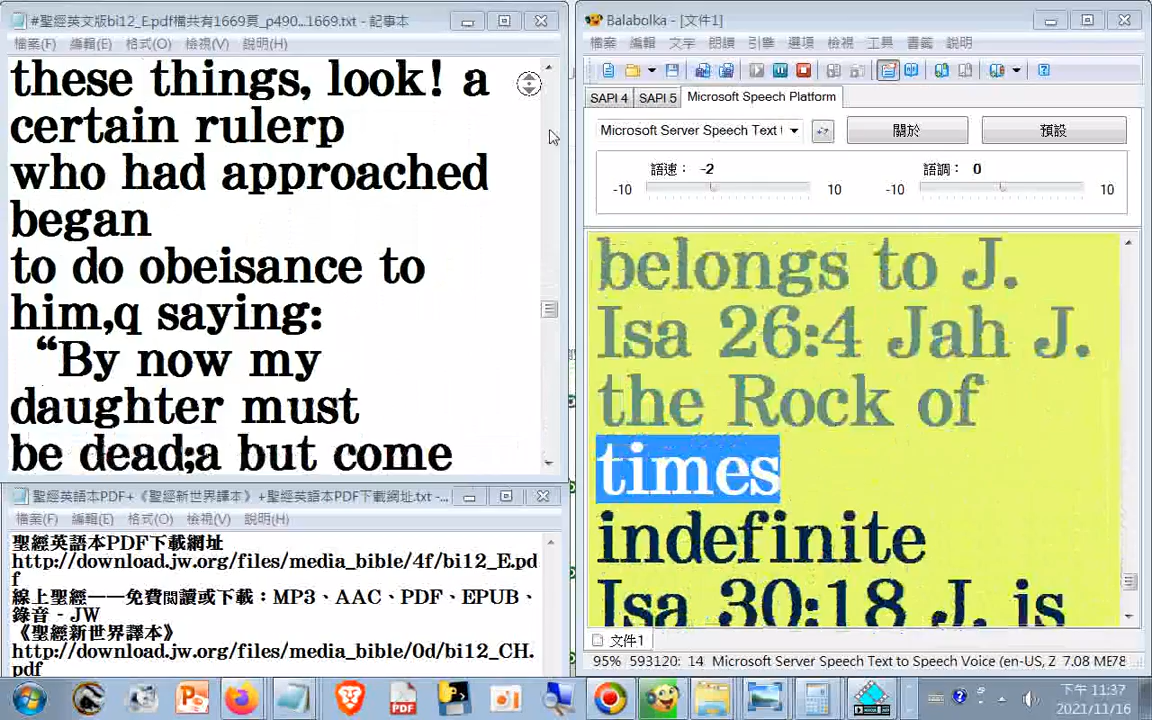 #聖經英文版bi12_E.pdf檔共有1669頁_p490...1669.txt - 記事本
檔案(F) 編輯(E) 格式(O) 檢視(V) 說明(H)
these things, look! a
certain rulerp
who had approached
began
to do obeisance to
him,q saying:
“By now my
daughter must
be dead;a but come
聖經英語本PDF+《聖經新世界譯本》+聖經英語本PDF下載網址.txt -...
檔案(F) 編輯(E) 格式(O) 檢視(V) 說明(H)
聖經英語本PDF下載網址
http://download.jw.org/files/media_bible/4f/bi12_E.pd
f
線上聖經——免費閱讀或下載：MP3、AAC、PDF、EPUB、
錄音 - JW
《聖經新世界譯本》
http://download.jw.org/files/media_bible/0d/bi12_CH.
pdf
Balabolka - [文件1]
檔案 編輯 文字 朗讀 引擎 選項 檢視 工具 書籤 說明
SAPI 4 SAPI 5 Microsoft Speech Platform
Microsoft Server Speech Text 關於 預設
語速： -2 語調： 0
-10 10 -10 10
belongs to J.
Isa 26:4 Jah J.
the Rock of
times
indefinite
Isa 30:18 J. is
文件1
95% 593120: 14 Microsoft Server Speech Text to Speech Voice (en-US, Z 7.08 ME78
PDF
下午 11:37
2021/11/16